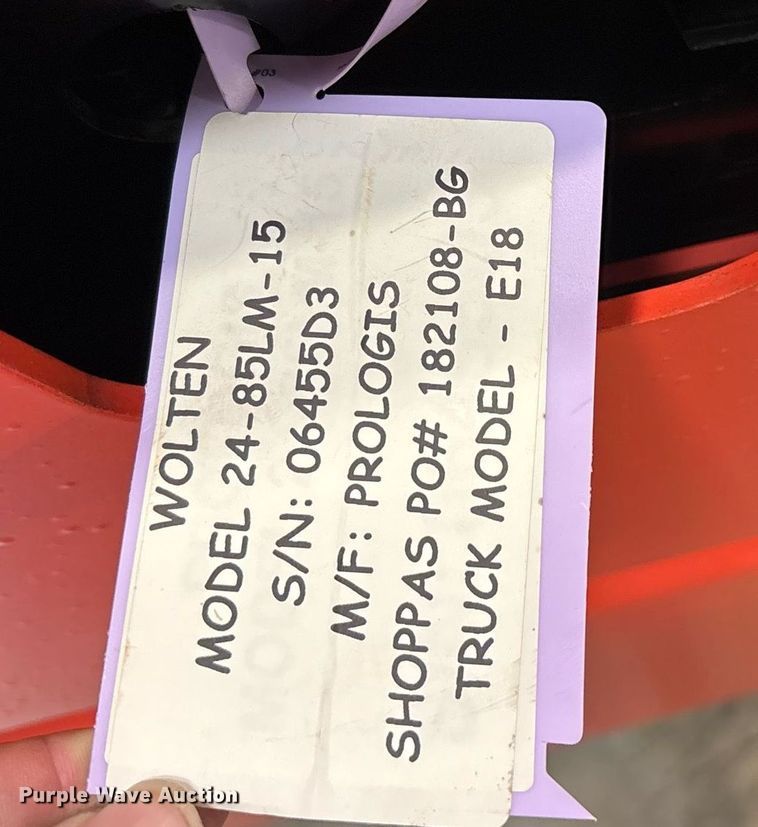 WOLTEN
MODEL 24-85LM-15
S/N: 06455D3
M/F: PROLOGIS
SHOPPAS PO# 182108-BG
TRUCK MODEL - E18
Purple Wave Auction